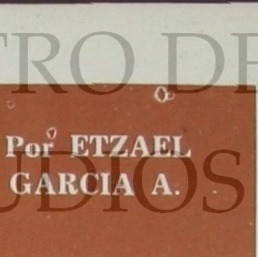 TRO DE
Por ETZAEL
GARCIA A.
UDIOS